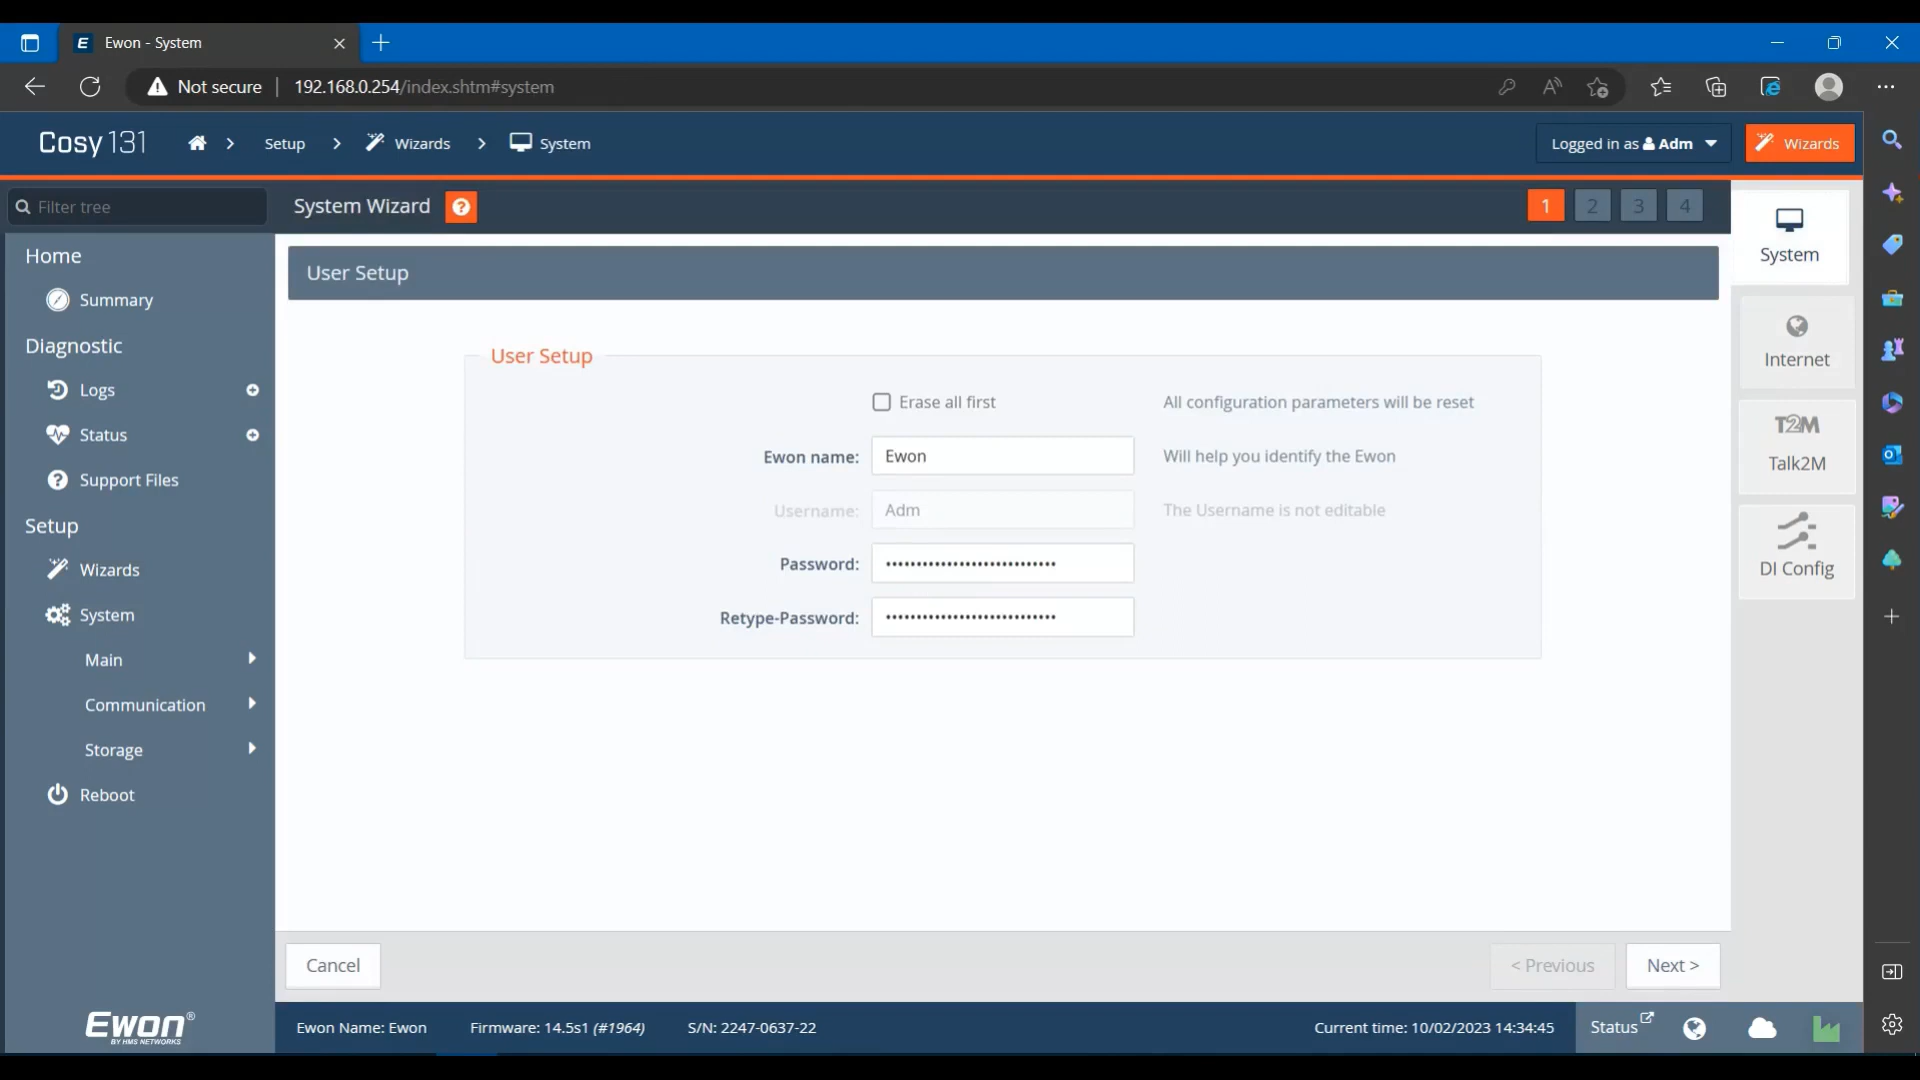 Ewon - System
Not secure | 192.168.0.254/index.shtm#system
Cosy 131
Setup
Wizards
System
Logged in as Adm
Wizards
Filter tree
System Wizard
?
1
2
3
4
Home
Summary
Diagnostic
Logs
Status
Support Files
Setup
Wizards
System
Main
Communication
Storage
Reboot
User Setup
User Setup
Erase all first
All configuration parameters will be reset
Ewon name:
Ewon
Will help you identify the Ewon
Username:
Adm
The Username is not editable
Password:
••••••••••••••••••••••••••••
Retype-Password:
••••••••••••••••••••••••••••
System
Internet
T2M
Talk2M
DI Config
Cancel
< Previous
Next >
Ewon®
BY HMS NETWORKS
Ewon Name: Ewon
Firmware: 14.5s1 (#1964)
S/N: 2247-0637-22
Current time: 10/02/2023 14:34:45
Status